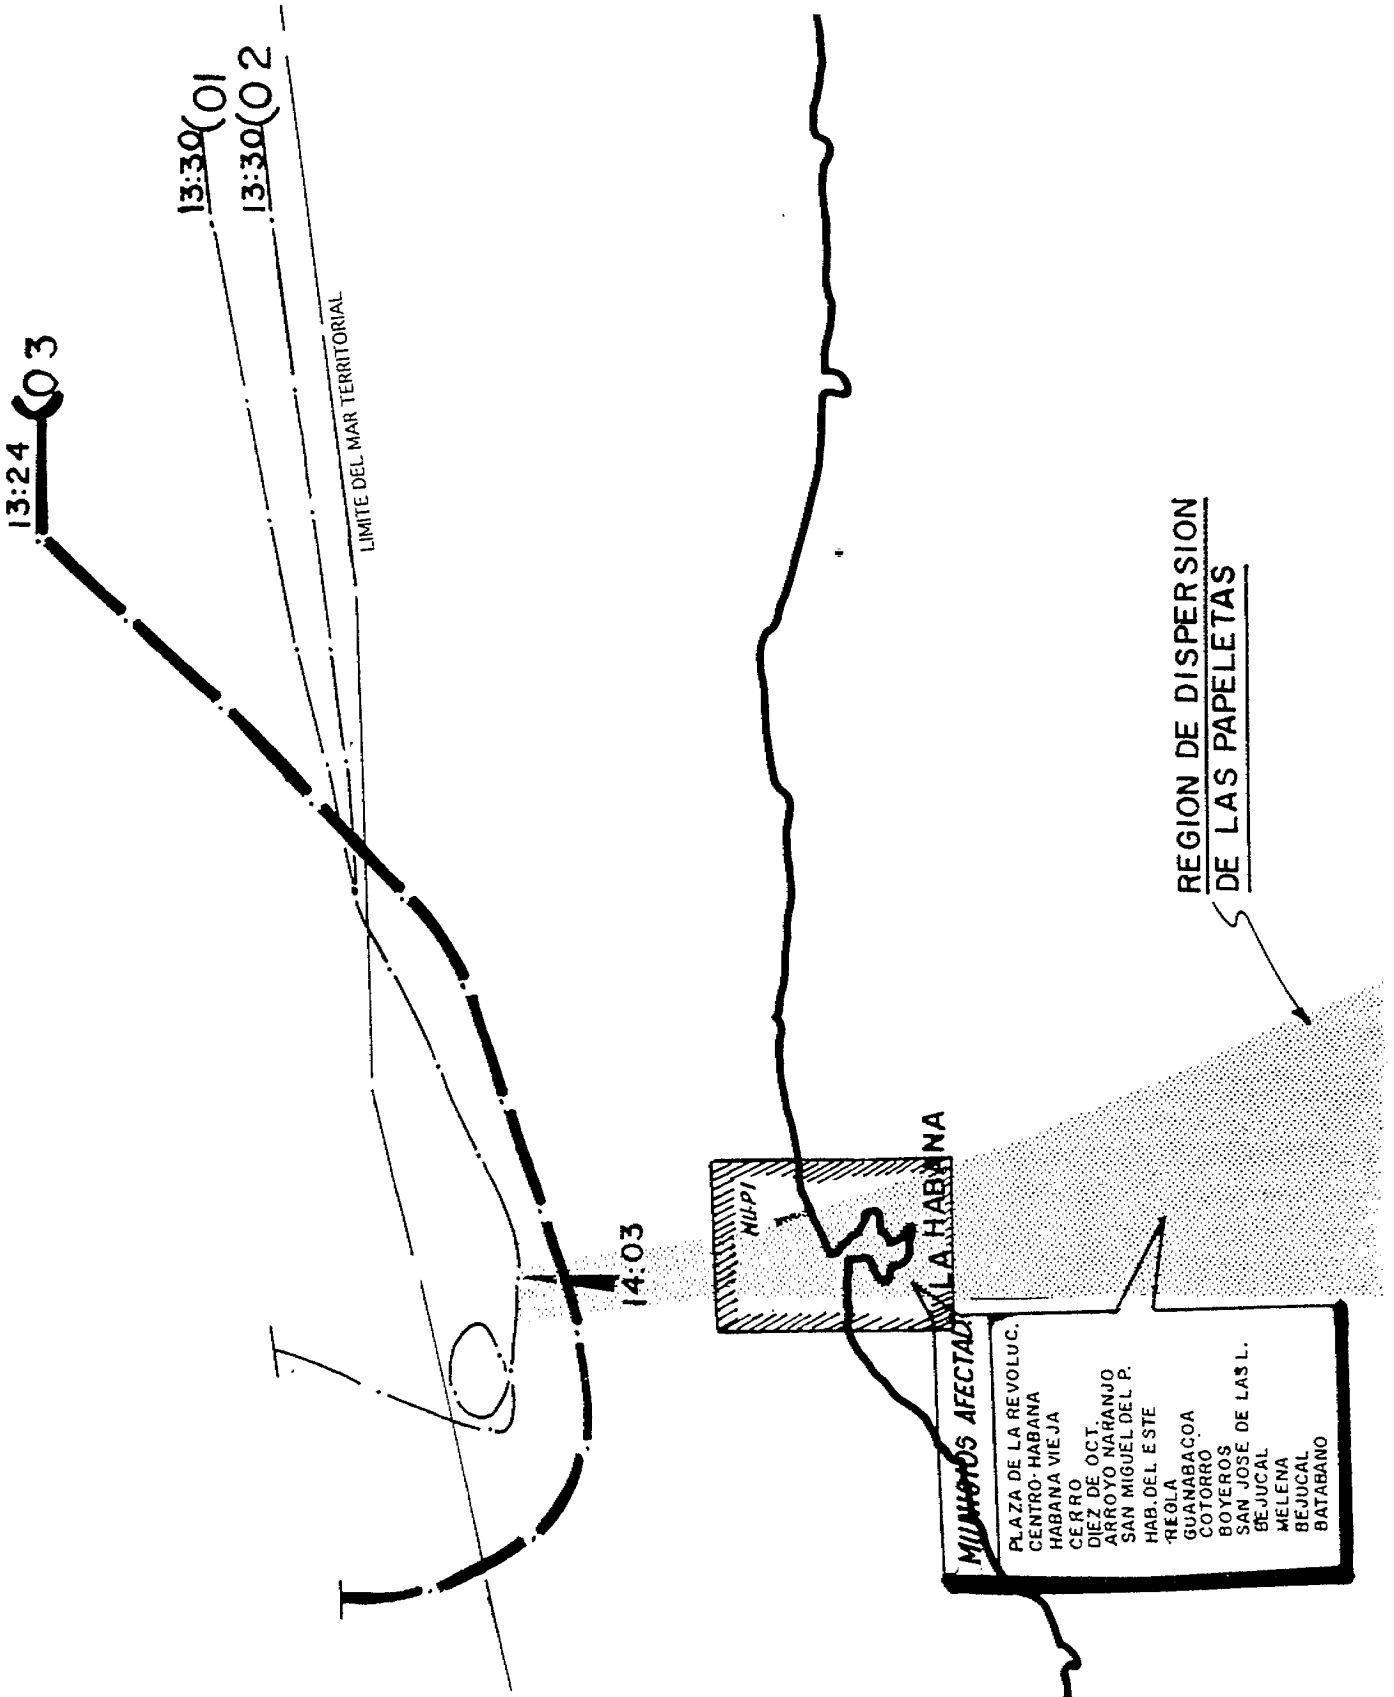 13:24
03
13:30
01
13:30
02
LIMITE DEL MAR TERRITORIAL
14:03
NU-P1
LA HABANA
REGION DE DISPERSION
DE LAS PAPELETAS
PLAZA DE LA REVOLUC.
CENTRO-HABANA
HABANA VIEJA
CERRO
DIEZ DE OCT.
ARROYO NARANJO
SAN MIGUEL DEL P.
HAB. DEL ESTE
REGLA
GUANABACOA
COTORRO
BOYEROS
SAN JOSE DE LAS L.
BEJUCAL
MELENA
BEJUCAL
BATABANO